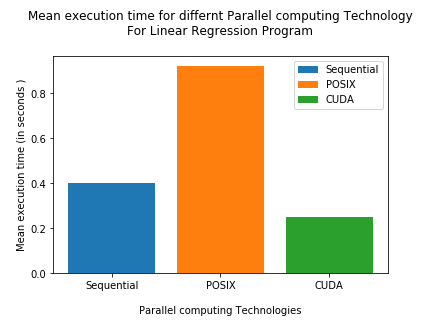 Mean execution time for differnt Parallel computing Technology
For Linear Regression Program
Sequential
POSIX
CUDA
Mean execution time (in seconds )
0.8
0.6
0.4
0.2
0.0
Sequential POSIX CUDA
Parallel computing Technologies